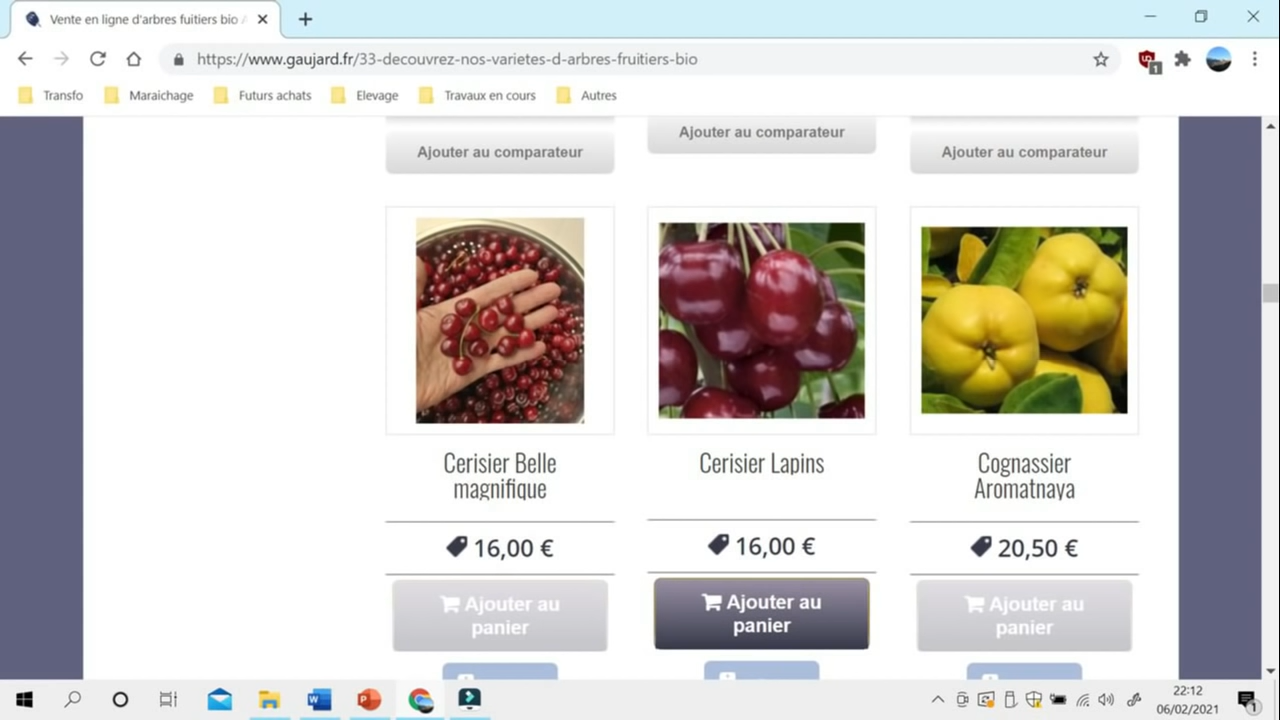 Vente en ligne d'arbres fuitiers bio
https://www.gaujard.fr/33-decouvrez-nos-varietes-d-arbres-fruitiers-bio
1
Transfo
Maraichage
Futurs achats
Elevage
Travaux en cours
Autres
Ajouter au comparateur
Ajouter au comparateur
Ajouter au comparateur
Cerisier Belle
magnifique
Cerisier Lapins
Cognassier
Aromatnaya
16,00 €
16,00 €
20,50 €
Ajouter au
panier
Ajouter au
panier
Ajouter au
panier
22:12
06/02/2021
1